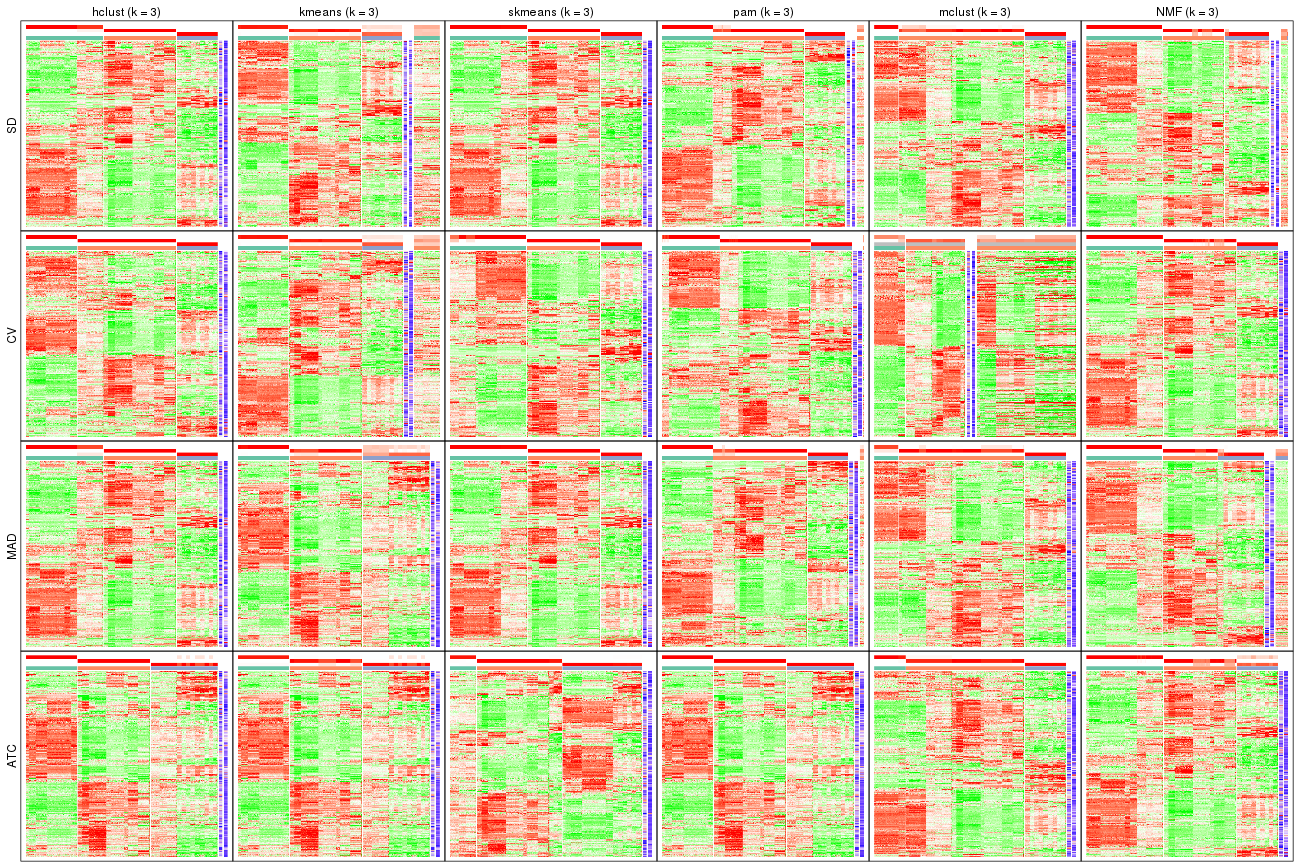 hclust (k = 3)
kmeans (k = 3)
skmeans (k = 3)
pam (k = 3)
mclust (k = 3)
NMF (k = 3)
SD
CV
MAD
ATC